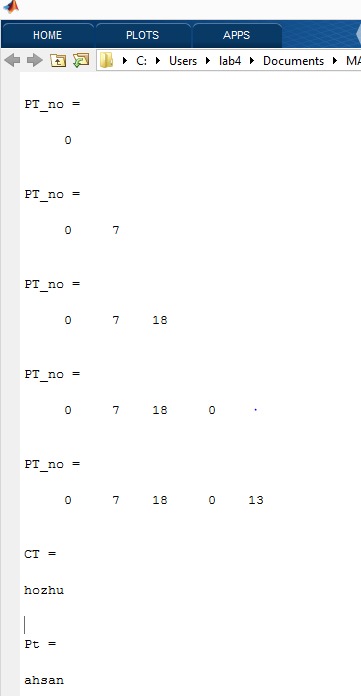 HOME PLOTS APPS
C: Users lab4 Documents MA
PT_no =
0
PT_no =
0 7
PT_no =
0 7 18
PT_no =
0 7 18 0 .
PT_no =
0 7 18 0 13
CT =
hozhu
Pt =
ahsan